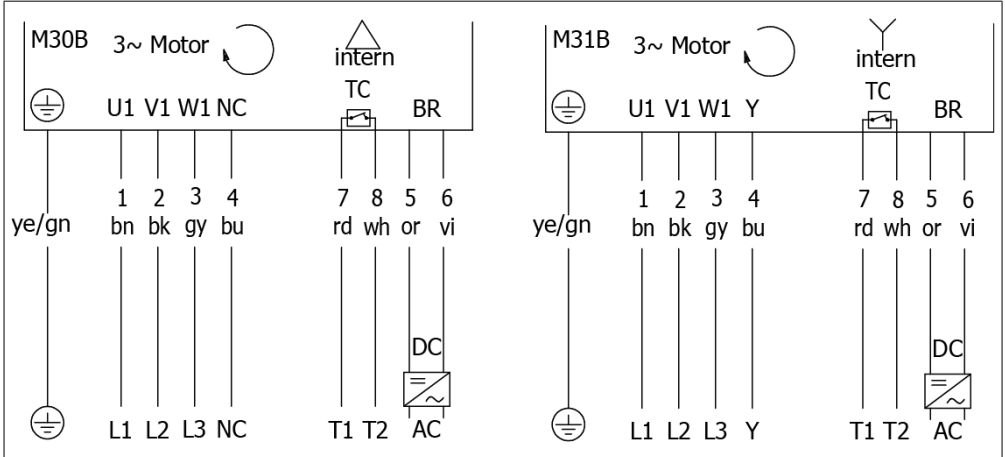 M30B 3~ Motor intern
TC
U1 V1 W1 NC BR
1 2 3 4 7 8 5 6
ye/gn bn bk gy bu rd wh or vi
DC
L1 L2 L3 NC T1 T2 AC
M31B 3~ Motor intern
TC
U1 V1 W1 Y BR
1 2 3 4 7 8 5 6
ye/gn bn bk gy bu rd wh or vi
DC
L1 L2 L3 Y T1 T2 AC